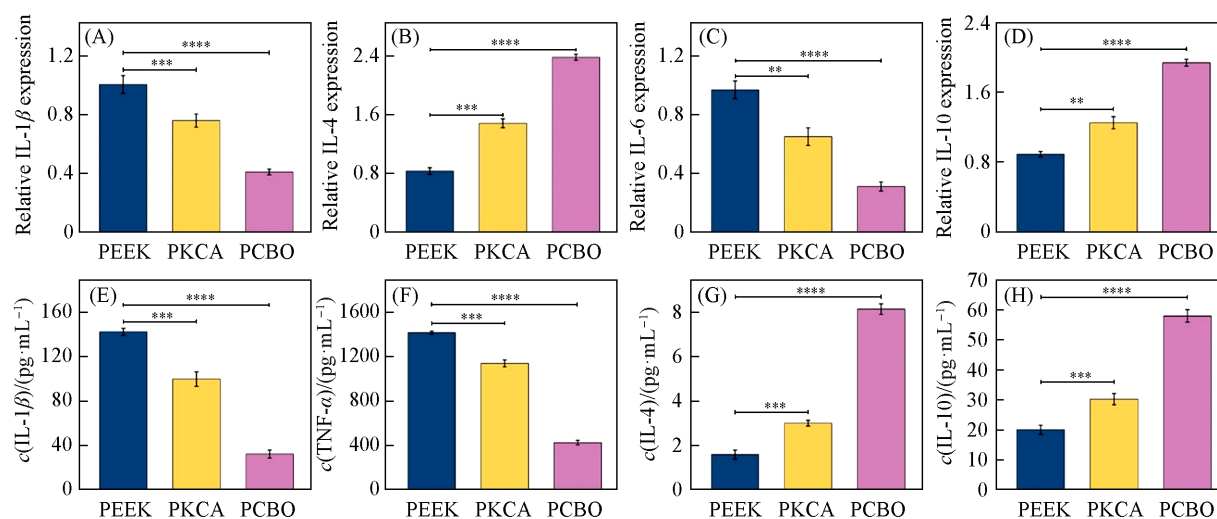 (A)
Relative IL-1β expression
1.2
0.8
0.4
0
****
***
PEEK PKCA PCBO
(B)
Relative IL-4 expression
2.4
1.6
0.8
0
****
***
PEEK PKCA PCBO
(C)
Relative IL-6 expression
1.2
0.8
0.4
0
****
**
PEEK PKCA PCBO
(D)
Relative IL-10 expression
2.4
1.6
0.8
0
****
**
PEEK PKCA PCBO
(E)
c(IL-1β)/(pg·mL⁻¹)
160
120
80
40
0
****
***
PEEK PKCA PCBO
(F)
c(TNF-α)/(pg·mL⁻¹)
1600
1200
800
400
0
****
***
PEEK PKCA PCBO
(G)
c(IL-4)/(pg·mL⁻¹)
8
6
4
2
0
****
***
PEEK PKCA PCBO
(H)
c(IL-10)/(pg·mL⁻¹)
70
60
50
40
30
20
10
0
****
***
PEEK PKCA PCBO